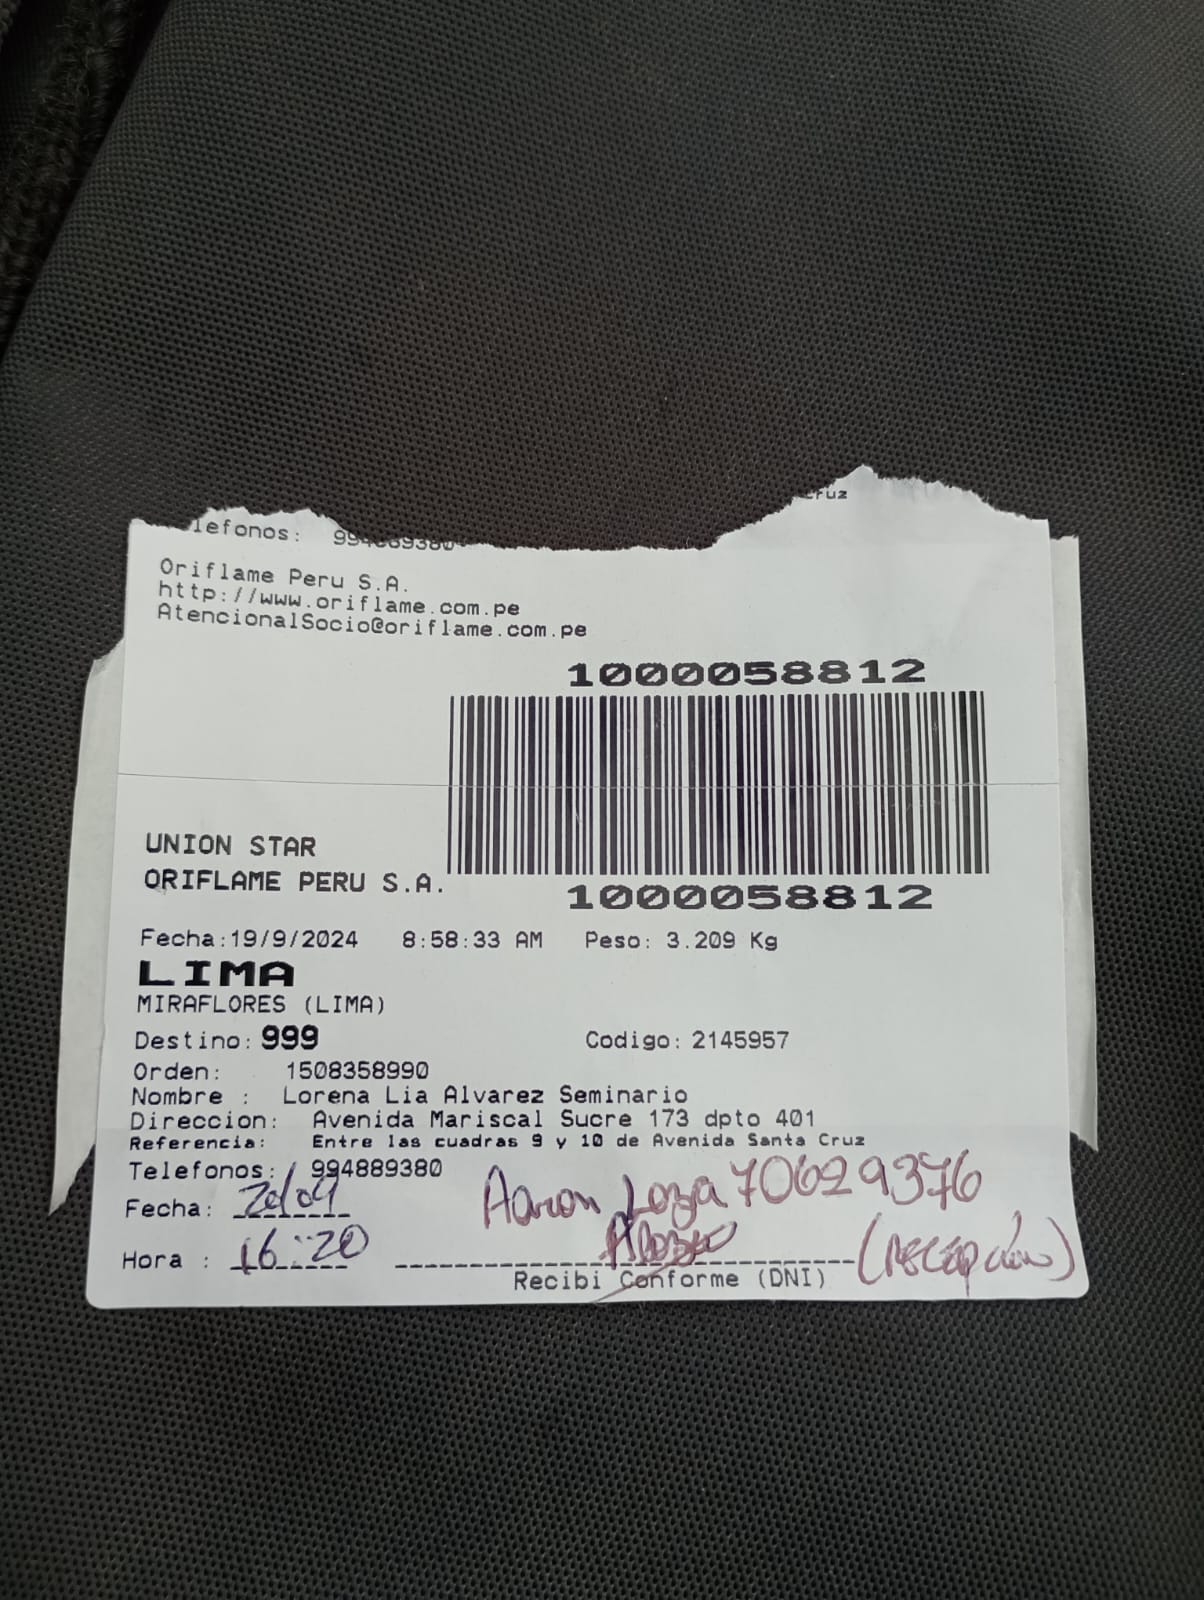 lefonos: 994889380
Cruz
Oriflame Peru S.A.
http://www.oriflame.com.pe
AtencionalSocio@oriflame.com.pe
1000058812
UNION STAR
ORIFLAME PERU S.A.
1000058812
Fecha:19/9/2024 8:58:33 AM Peso: 3.209 Kg
LIMA
MIRAFLORES (LIMA)
Destino: 999 Codigo: 2145957
Orden: 1508358990
Nombre : Lorena Lia Alvarez Seminario
Direccion: Avenida Mariscal Sucre 173 dpto 401
Referencia: Entre las cuadras 9 y 10 de Avenida Santa Cruz
Telefonos: 994889380
Fecha: 20/09 Aaron Loza 70629376
Hora : 16:20 (recepción)
Recibi Conforme (DNI)